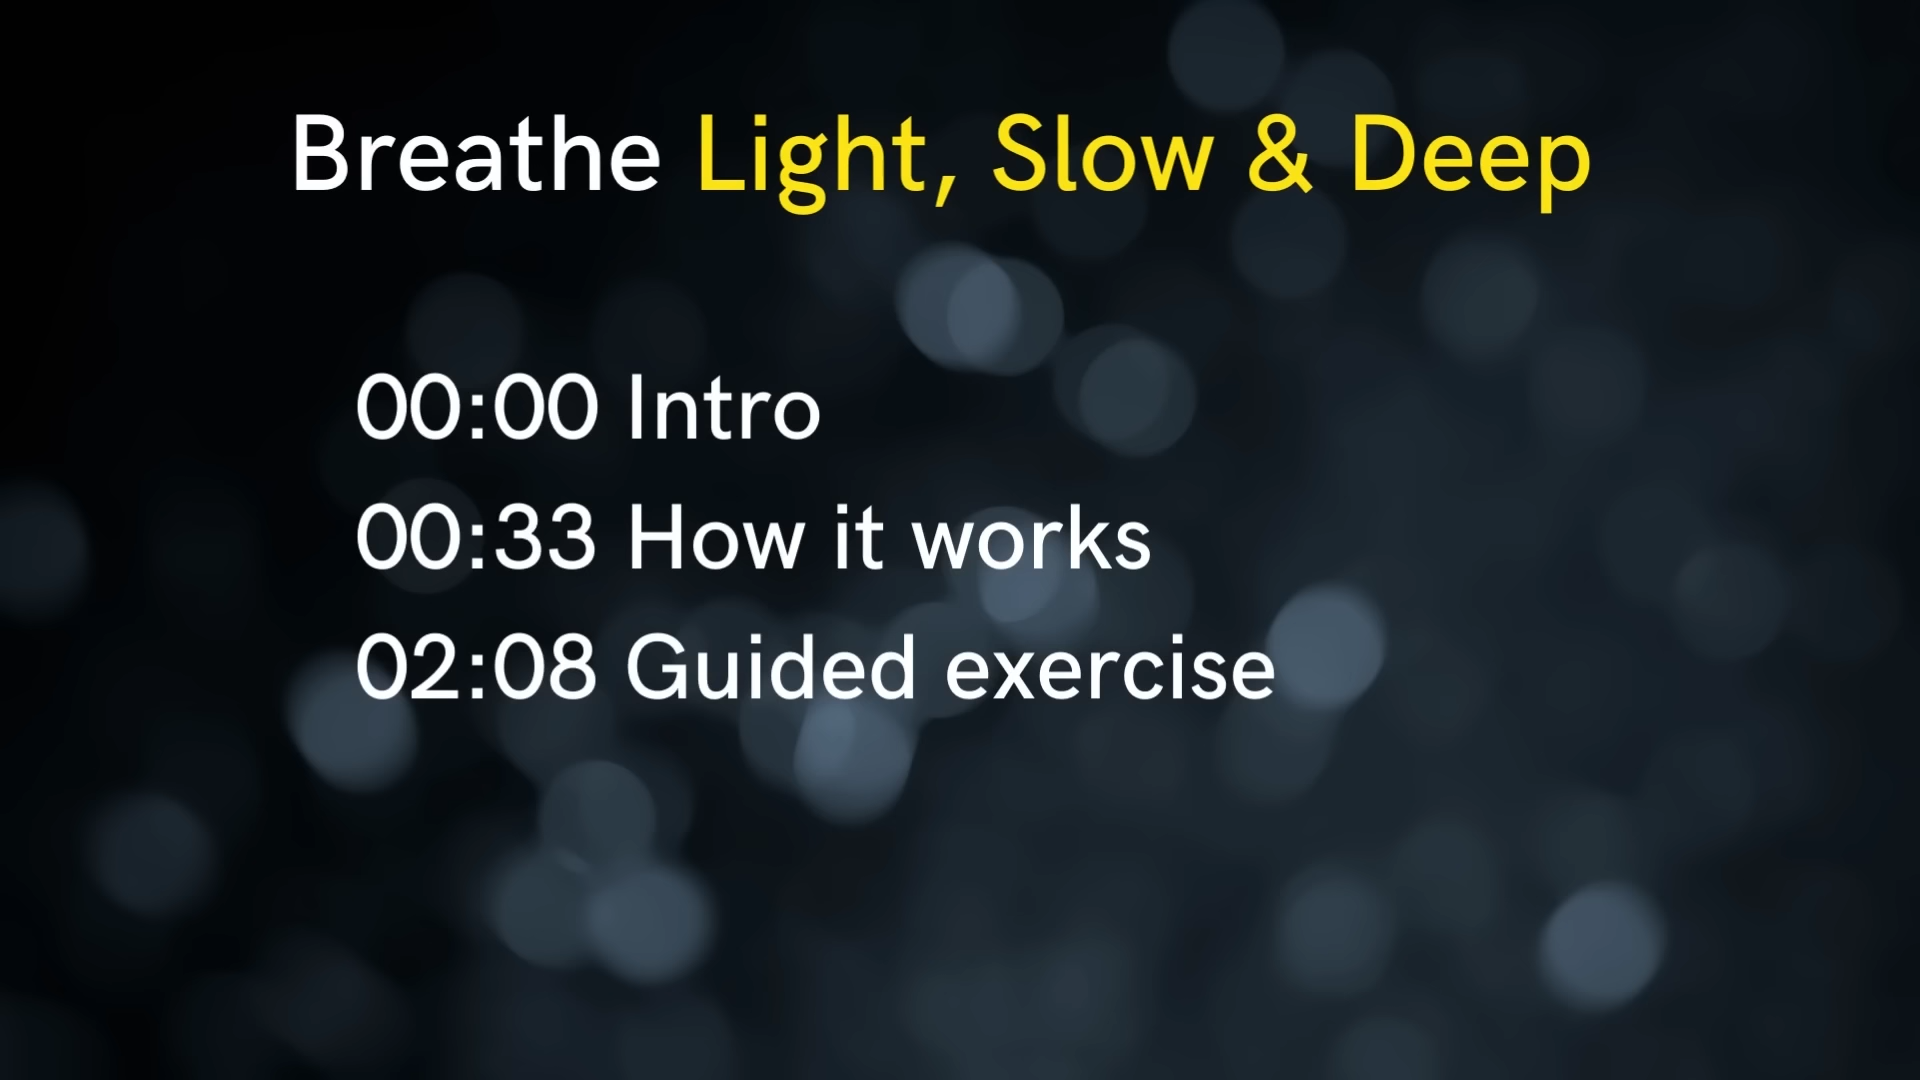 Breathe Light, Slow & Deep
00:00 Intro
00:33 How it works
02:08 Guided exercise